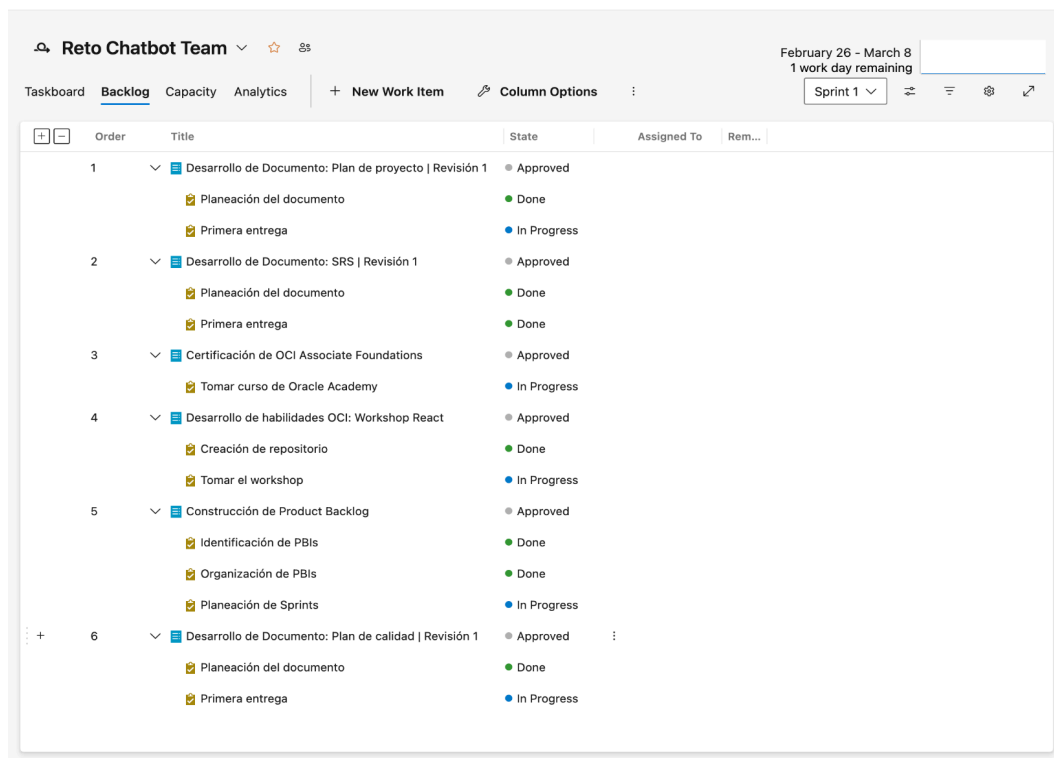 Reto Chatbot Team
February 26 - March 8
1 work day remaining
Taskboard Backlog Capacity Analytics + New Work Item Column Options
Sprint 1
Order Title State Assigned To Rem...
1 Desarrollo de Documento: Plan de proyecto | Revisión 1 Approved
Planeación del documento Done
Primera entrega In Progress
2 Desarrollo de Documento: SRS | Revisión 1 Approved
Planeación del documento Done
Primera entrega Done
3 Certificación de OCI Associate Foundations Approved
Tomar curso de Oracle Academy In Progress
4 Desarrollo de habilidades OCI: Workshop React Approved
Creación de repositorio Done
Tomar el workshop In Progress
5 Construcción de Product Backlog Approved
Identificación de PBIs Done
Organización de PBIs Done
Planeación de Sprints In Progress
6 Desarrollo de Documento: Plan de calidad | Revisión 1 Approved
Planeación del documento Done
Primera entrega In Progress